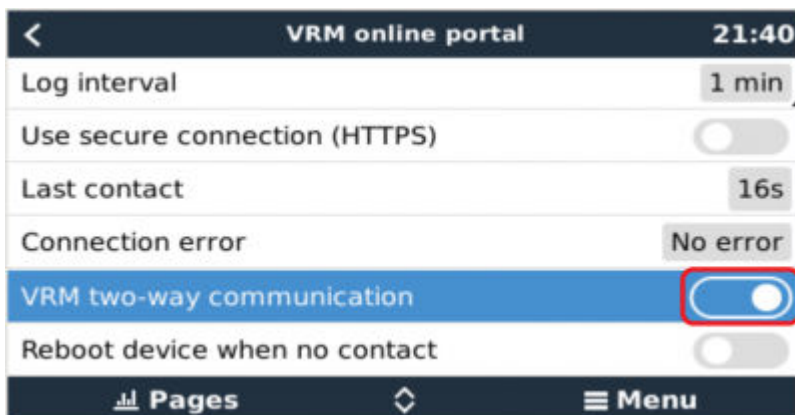 VRM online portal 21:40
Log interval 1 min
Use secure connection (HTTPS)
Last contact 16s
Connection error No error
VRM two-way communication
Reboot device when no contact
Pages Menu